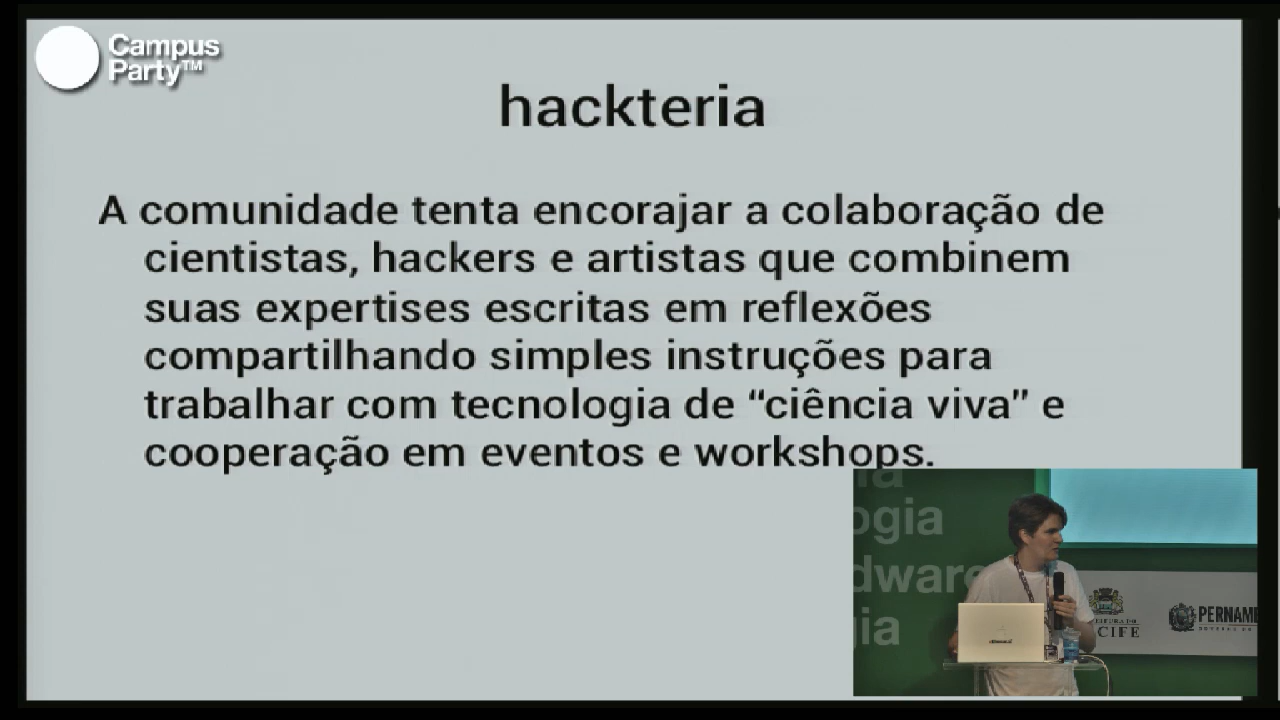 Campus
Party™
hackteria
A comunidade tenta encorajar a colaboração de
cientistas, hackers e artistas que combinem
suas expertises escritas em reflexões
compartilhando simples instruções para
trabalhar com tecnologia de “ciência viva” e
cooperação em eventos e workshops.
ogia
dware
gia
CIFE
PERNAM